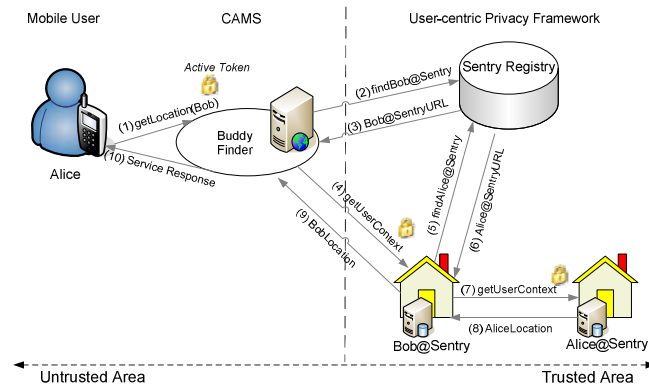 Mobile User
CAMS
User-centric Privacy Framework
Active Token
Sentry Registry
(1) getLocation(Bob)
(2) findBob@Sentry
(3) Bob@SentryURL
Buddy
Finder
Alice
(10) Service Response
(4) getUserContext
(5) findAlice@Sentry
(6) Alice@SentryURL
(9) BobLocation
(7) getUserContext
(8) AliceLocation
Bob@Sentry
Alice@Sentry
Untrusted Area
Trusted Area